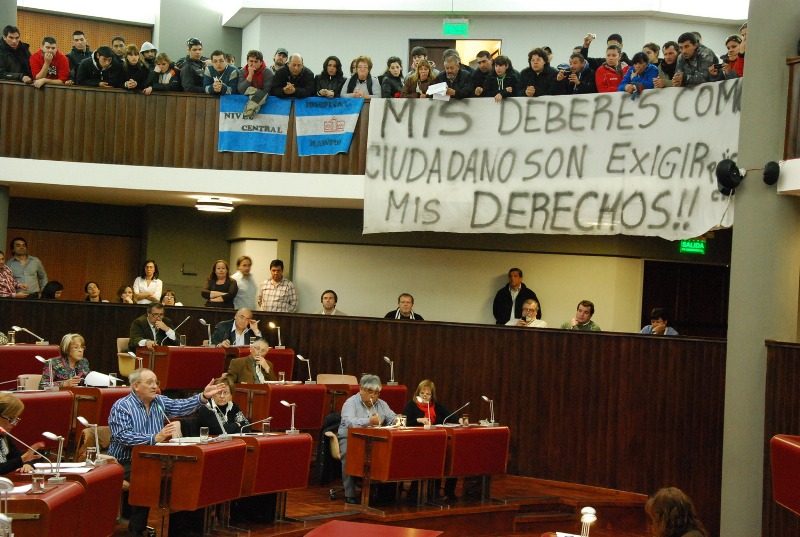 MIS DEBERES COMO
CIUDADANO SON EXIGIR
MIS DERECHOS!!
NIVEL
CENTRAL
HOSPITAL
RAWSON
SALIDA